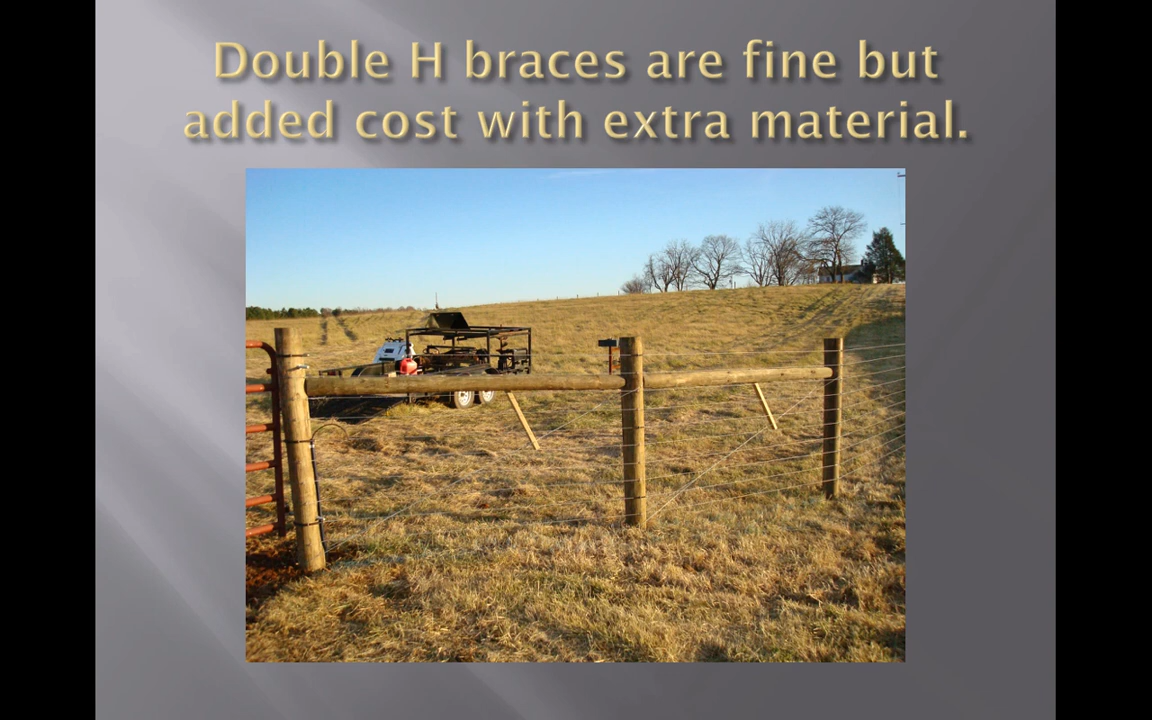 Double H braces are fine but
added cost with extra material.